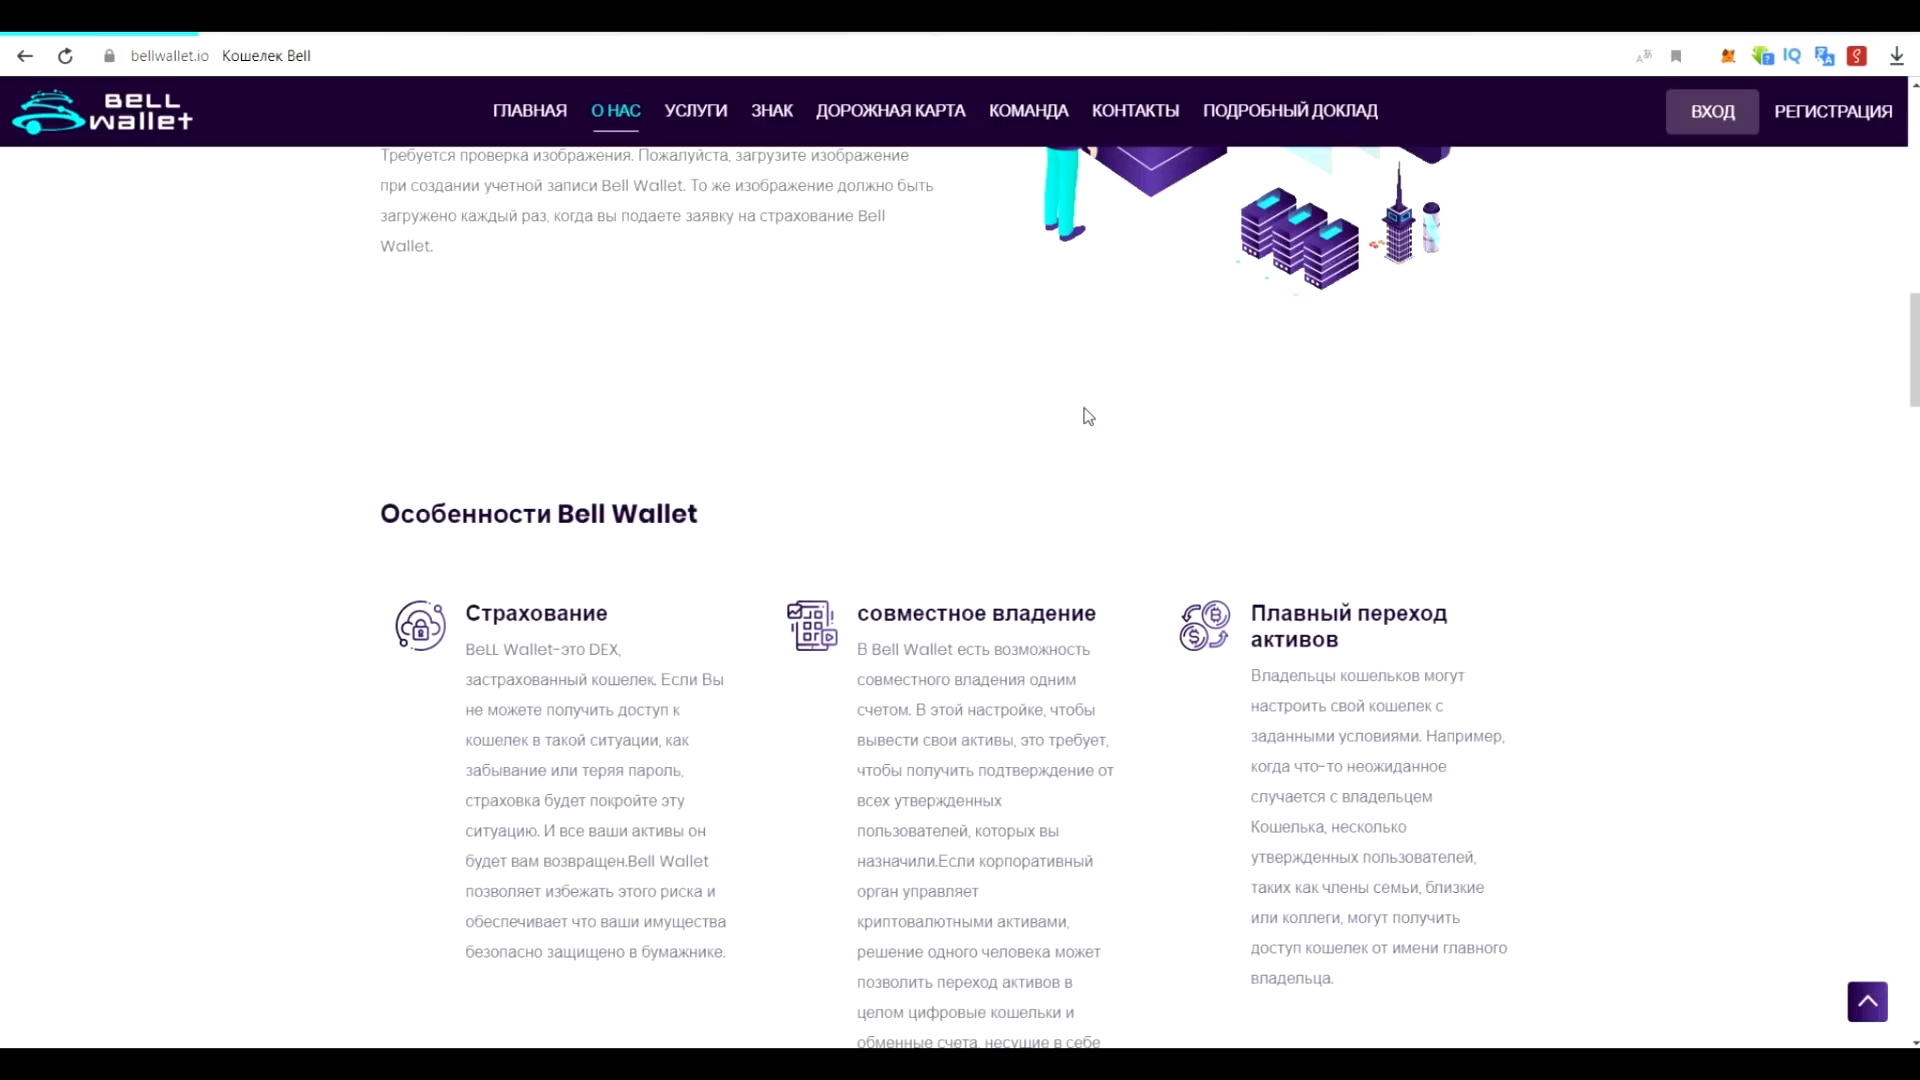 bellwallet.io Кошелек Bell
BELL
wallet
ГЛАВНАЯ О НАС УСЛУГИ ЗНАК ДОРОЖНАЯ КАРТА КОМАНДА КОНТАКТЫ ПОДРОБНЫЙ ДОКЛАД ВХОД РЕГИСТРАЦИЯ
Требуется проверка изображения. Пожалуйста, загрузите изображение
при создании учетной записи Bell Wallet. То же изображение должно быть
загружено каждый раз, когда вы подаете заявку на страхование Bell
Wallet.
Особенности Bell Wallet
Страхование
BeLL Wallet-это DEX,
застрахованный кошелек. Если Вы
не можете получить доступ к
кошелек в такой ситуации, как
забывание или теряя пароль,
страховка будет покройте эту
ситуацию. И все ваши активы он
будет вам возвращен.Bell Wallet
позволяет избежать этого риска и
обеспечивает что ваши имущества
безопасно защищено в бумажнике.
совместное владение
В Bell Wallet есть возможность
совместного владения одним
счетом. В этой настройке, чтобы
вывести свои активы, это требует,
чтобы получить подтверждение от
всех утвержденных
пользователей, которых вы
назначили.Если корпоративный
орган управляет
криптовалютными активами,
решение одного человека может
позволить переход активов в
целом цифровые кошельки и
обменные счета, несущие в себе
Плавный переход
активов
Владельцы кошельков могут
настроить свой кошелек с
заданными условиями. Например,
когда что-то неожиданное
случается с владельцем
Кошелька, несколько
утвержденных пользователей,
таких как члены семьи, близкие
или коллеги, могут получить
доступ кошелек от имени главного
владельца.